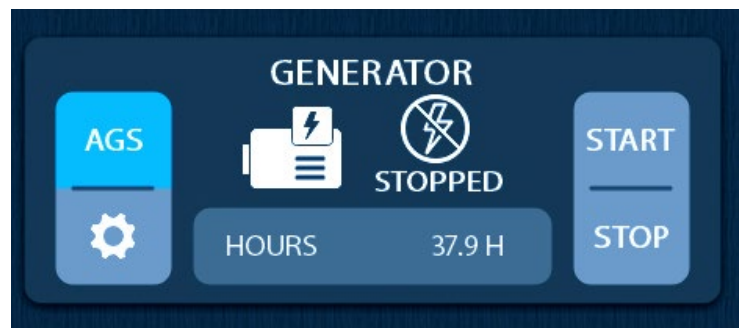 GENERATOR
AGS
STOPPED
START
STOP
HOURS 37.9 H